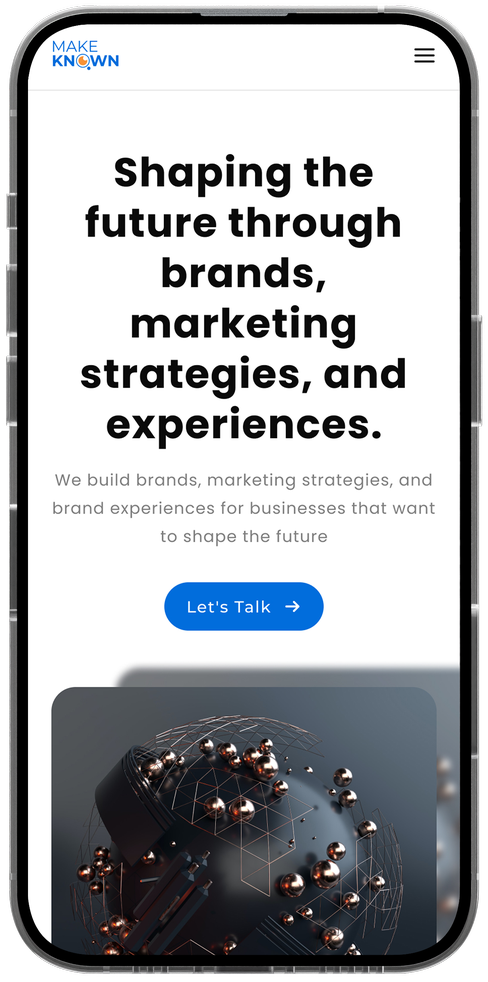 MAKE
KNOWN
Shaping the
future through
brands,
marketing
strategies, and
experiences.
We build brands, marketing strategies, and
brand experiences for businesses that want
to shape the future
Let's Talk